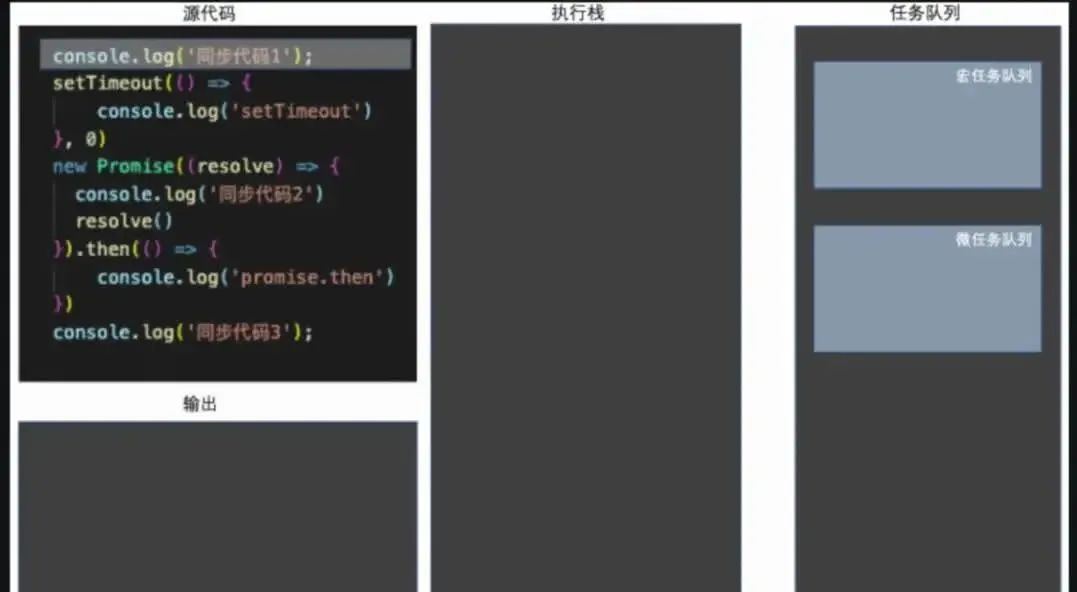 源代码
console.log('同步代码1');
setTimeout(() => {
    console.log('setTimeout')
}, 0)
new Promise((resolve) => {
  console.log('同步代码2')
  resolve()
}).then(() => {
    console.log('promise.then')
})
console.log('同步代码3');
输出
执行栈
任务队列
宏任务队列
微任务队列